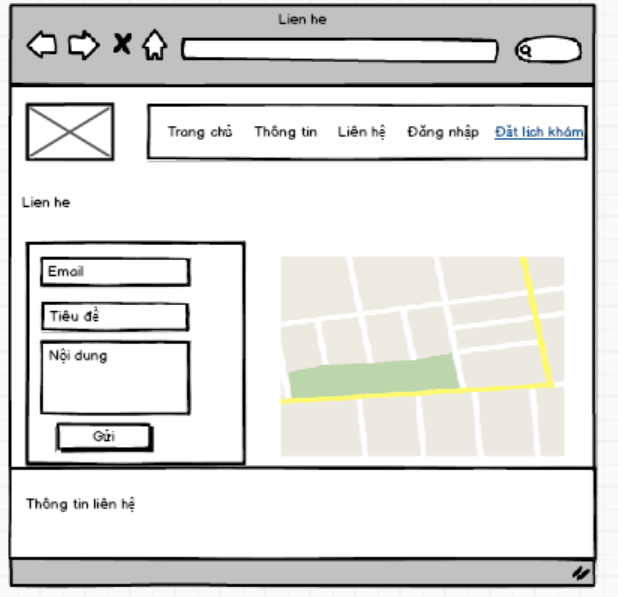 Lien he
Trang chủ Thông tin Liên hệ Đăng nhập Đặt lịch khám
Lien he
Email
Tiêu đề
Nội dung
Gửi
Thông tin liên hệ